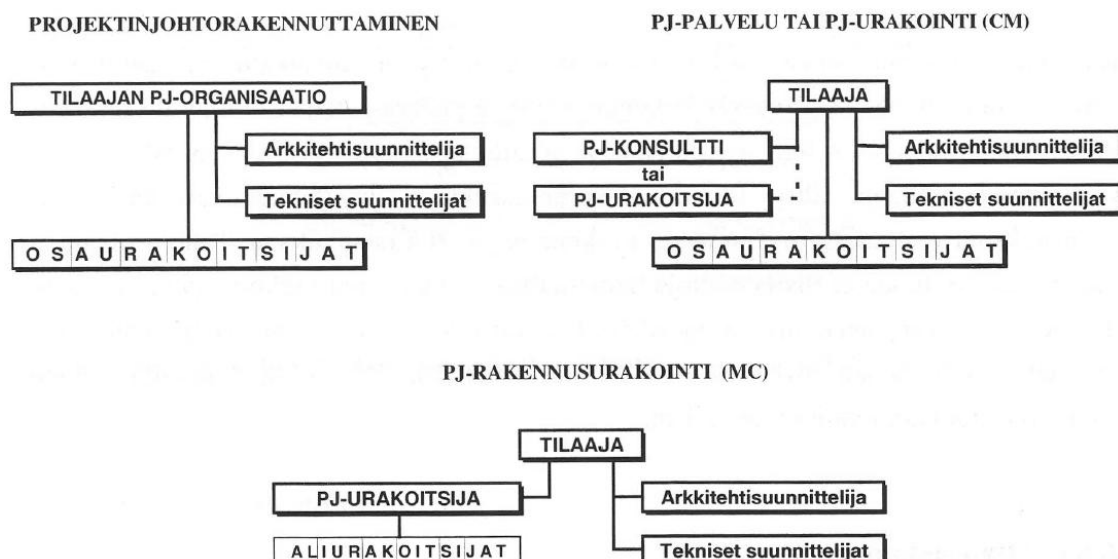 PROJEKTINJOHTORAKENNUTTAMINEN
TILAAJAN PJ-ORGANISAATIO
Arkkitehtisuunnittelija
Tekniset suunnittelijat
OSAURAKOITSIJAT
PJ-PALVELU TAI PJ-URAKOINTI (CM)
TILAAJA
PJ-KONSULTTI
tai
PJ-URAKOITSIJA
Arkkitehtisuunnittelija
Tekniset suunnittelijat
OSAURAKOITSIJAT
PJ-RAKENNUSURAKOINTI (MC)
TILAAJA
PJ-URAKOITSIJA
ALIURAKOITSIJAT
Arkkitehtisuunnittelija
Tekniset suunnittelijat